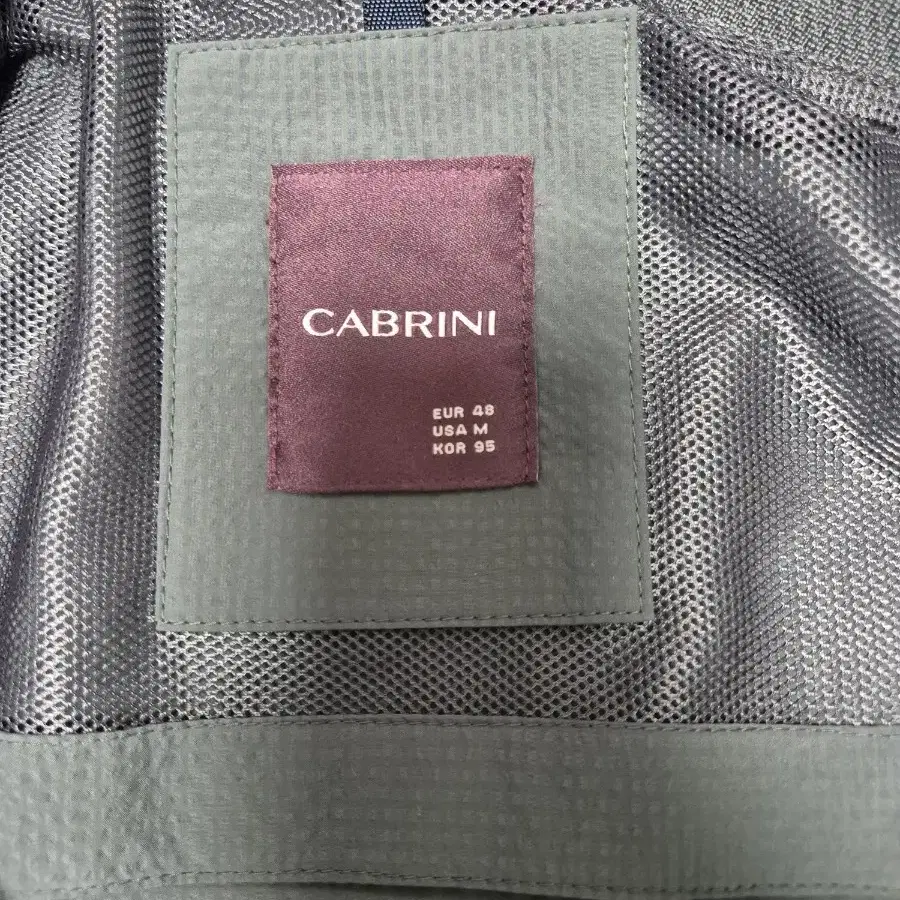 CABRINI
EUR 48
USA M
KOR 95